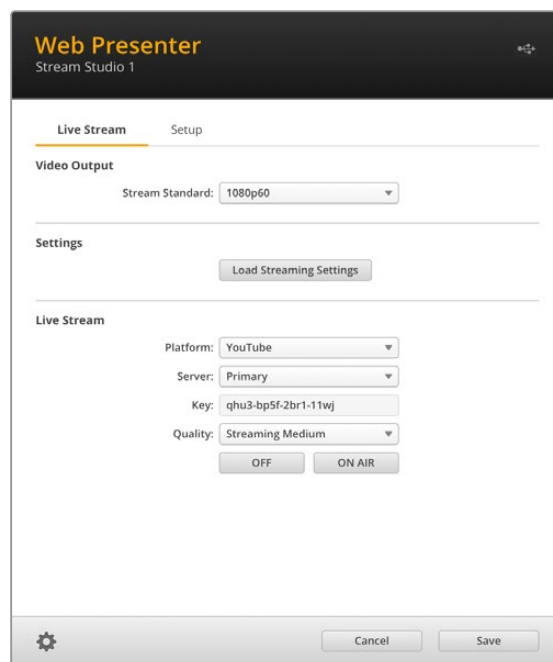 Web Presenter
Stream Studio 1
Live Stream Setup
Video Output
Stream Standard: 1080p60
Settings
Load Streaming Settings
Live Stream
Platform: YouTube
Server: Primary
Key: qhu3-bp5f-2br1-11wj
Quality: Streaming Medium
OFF ON AIR
Cancel Save